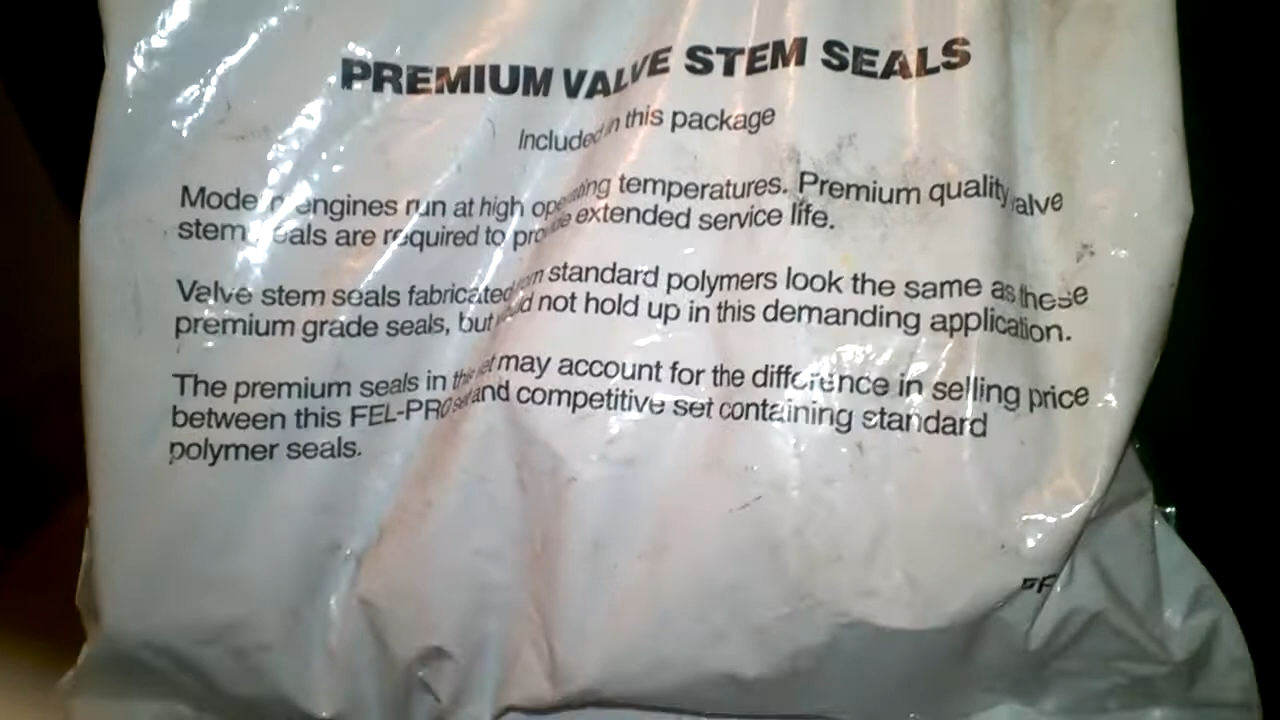 PREMIUM VALVE STEM SEALS
Included in this package
Modern engines run at high operating temperatures. Premium quality valve
stem seals are required to provide extended service life.
Valve stem seals fabricated from standard polymers look the same as these
premium grade seals, but would not hold up in this demanding application.
The premium seals in this set may account for the difference in selling price
between this FEL-PRO set and competitive set containing standard
polymer seals.